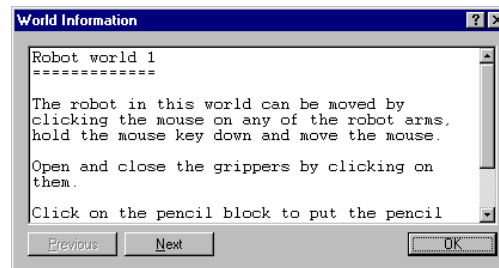 World Information
Robot world 1
=============
The robot in this world can be moved by
clicking the mouse on any of the robot arms,
hold the mouse key down and move the mouse.
Open and close the grippers by clicking on
them.
Click on the pencil block to put the pencil
Previous Next OK